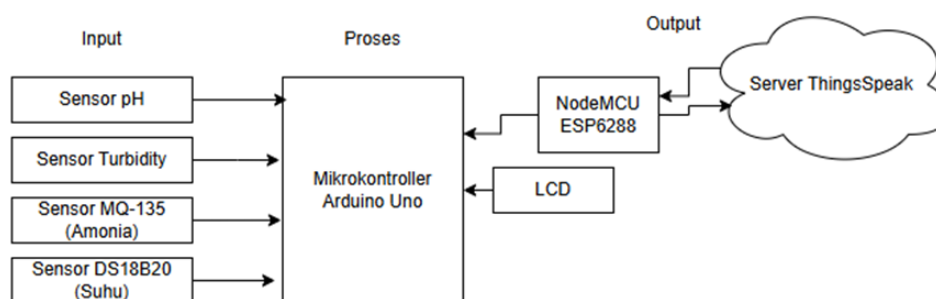 Input
Proses
Output
Sensor pH
Sensor Turbidity
Sensor MQ-135
(Amonia)
Sensor DS18B20
(Suhu)
Mikrokontroller
Arduino Uno
NodeMCU
ESP6288
LCD
Server ThingsSpeak